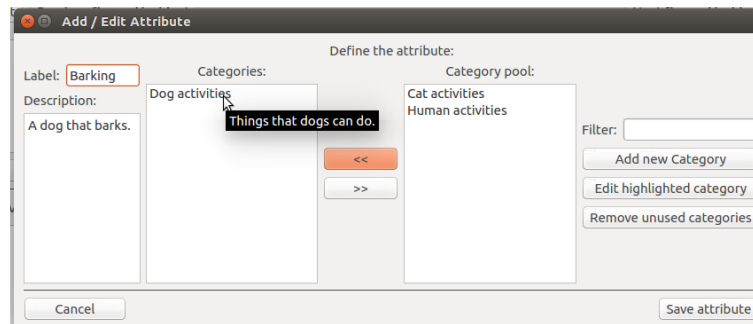 Add / Edit Attribute
Define the attribute:
Label: Barking
Categories:
Category pool:
Description:
A dog that barks.
Dog activities
Things that dogs can do.
<<
>>
Cat activities
Human activities
Filter:
Add new Category
Edit highlighted category
Remove unused categories
Cancel
Save attribute